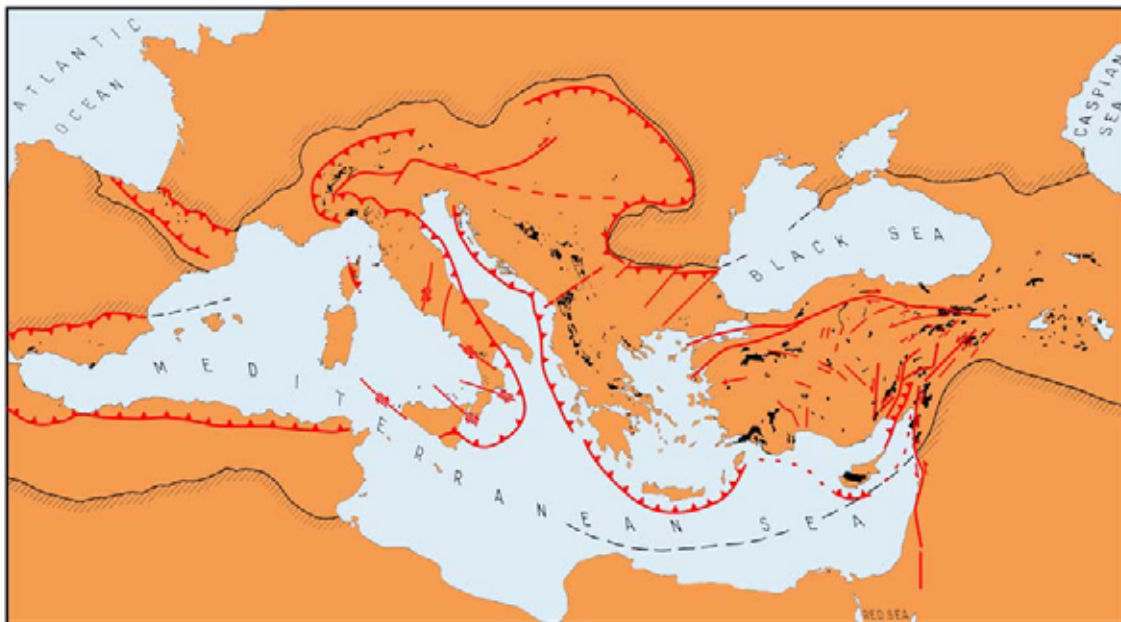 ATLANTIC
OCEAN
CASPIAN
SEA
BLACK SEA
MEDITERRANEAN SEA
RED SEA